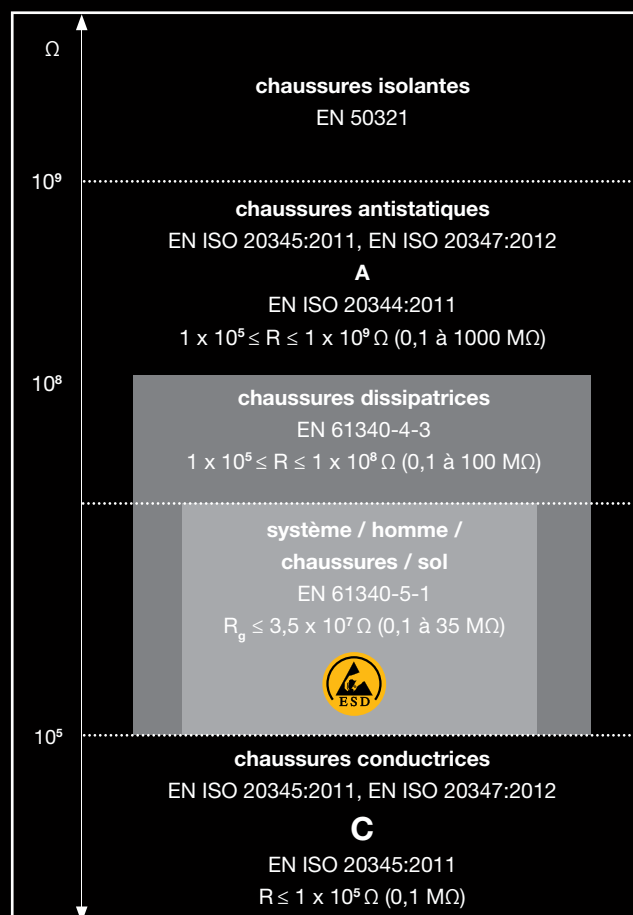 Ω
chaussures isolantes
EN 50321
10⁹
chaussures antistatiques
EN ISO 20345:2011, EN ISO 20347:2012
A
EN ISO 20344:2011
1 x 10⁵ ≤ R ≤ 1 x 10⁹ Ω (0,1 à 1000 MΩ)
10⁸
chaussures dissipatrices
EN 61340-4-3
1 x 10⁵ ≤ R ≤ 1 x 10⁸ Ω (0,1 à 100 MΩ)
système / homme /
chaussures / sol
EN 61340-5-1
R_g ≤ 3,5 x 10⁷ Ω (0,1 à 35 MΩ)
ESD
10⁵
chaussures conductrices
EN ISO 20345:2011, EN ISO 20347:2012
C
EN ISO 20345:2011
R ≤ 1 x 10⁵ Ω (0,1 MΩ)